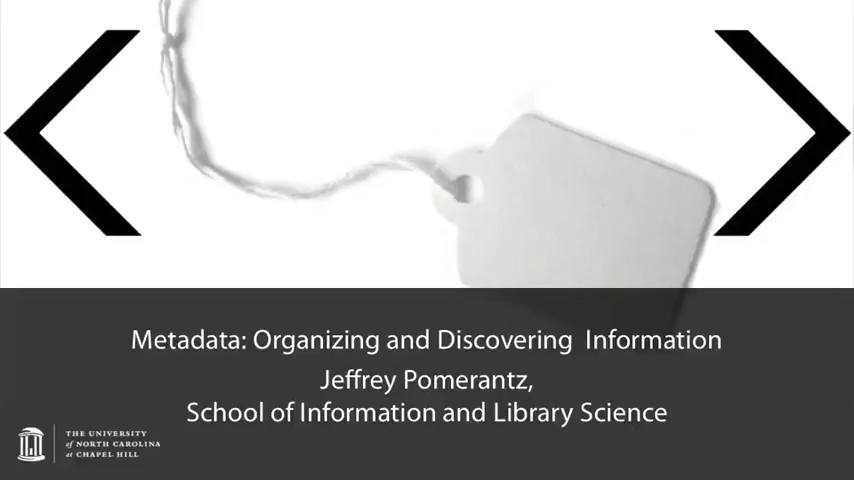 Metadata: Organizing and Discovering  Information
Jeffrey Pomerantz,
School of Information and Library Science
THE UNIVERSITY
of NORTH CAROLINA
at CHAPEL HILL